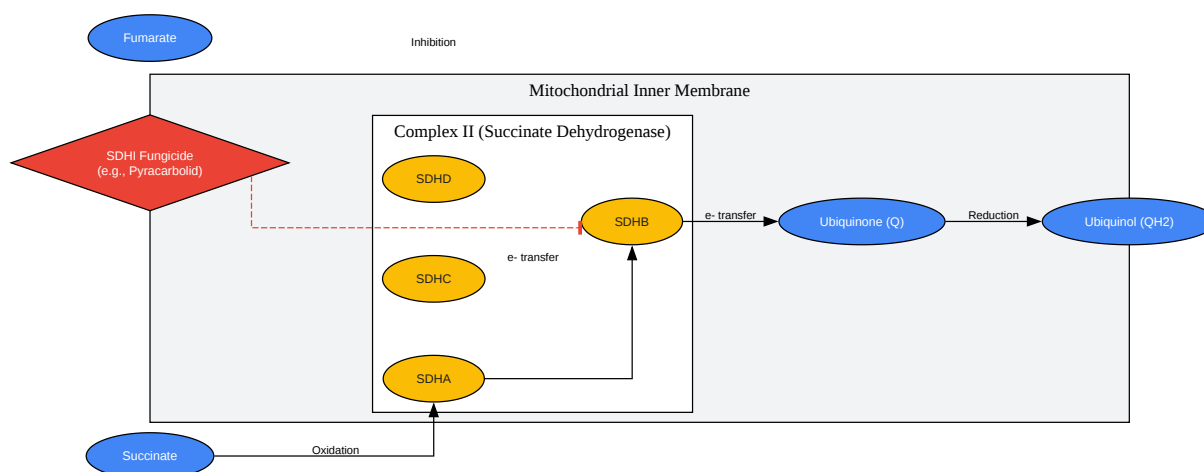 Fumarate
Inhibition
Mitochondrial Inner Membrane
Complex II (Succinate Dehydrogenase)
SDHI Fungicide
(e.g., Pyracarbolid)
SDHD
SDHB
e- transfer
Ubiquinone (Q)
Reduction
Ubiquinol (QH2)
e- transfer
SDHC
SDHA
Succinate
Oxidation